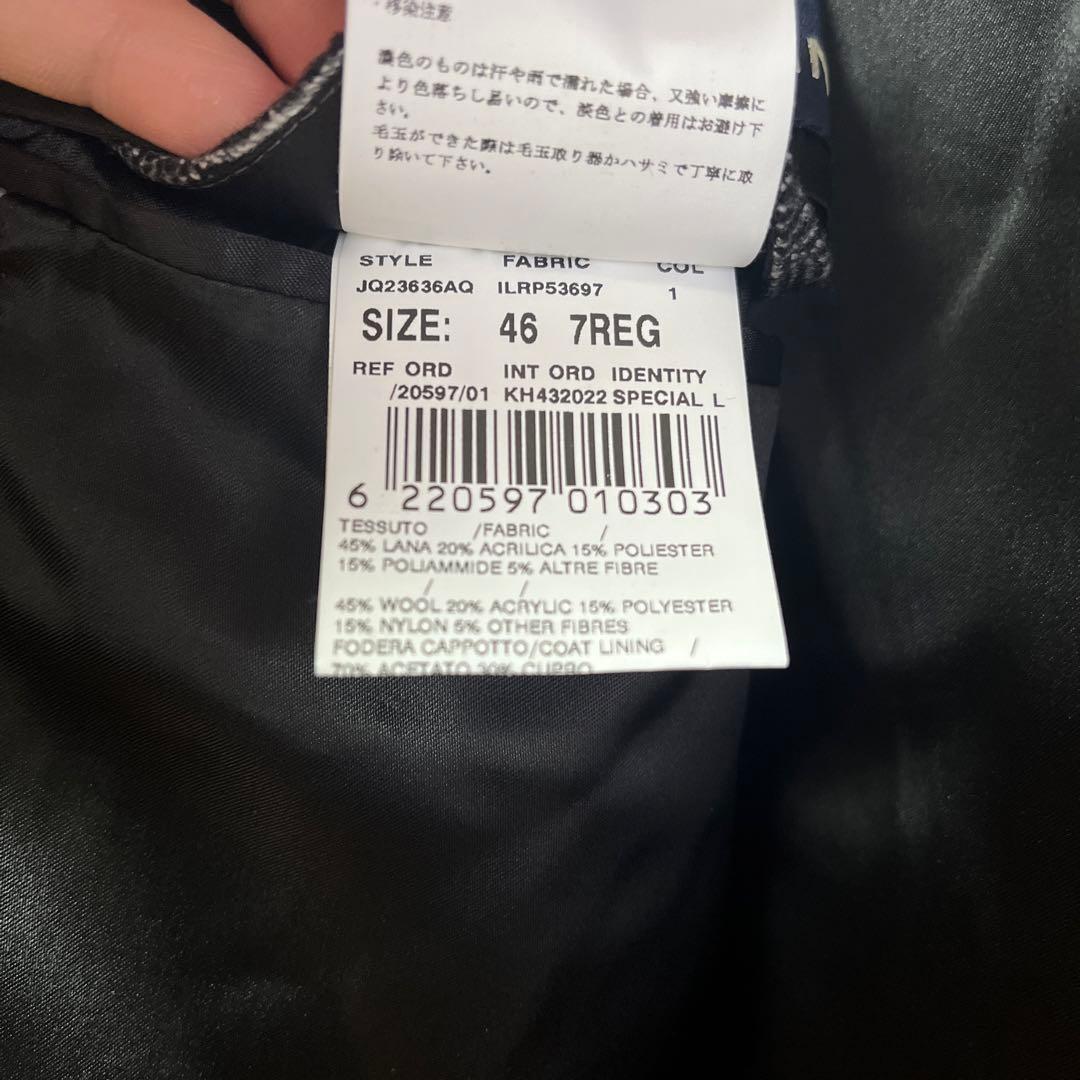 ・移染注意
濃色のものは汗や雨で濡れた場合、又強い摩擦に
より色落ちし易いので、淡色との着用はお避け下
さい。
毛玉ができた際は毛玉取り器かハサミで丁寧に取
り除いて下さい。
STYLE FABRIC COL
JQ23636AQ ILRP53697 1
SIZE: 46 7REG
REF ORD INT ORD IDENTITY
/20597/01 KH432022 SPECIAL L
6 220597 010303
TESSUTO /FABRIC /
45% LANA 20% ACRILICA 15% POLIESTER
15% POLIAMMIDE 5% ALTRE FIBRE
/ /
45% WOOL 20% ACRYLIC 15% POLYESTER
15% NYLON 5% OTHER FIBRES
FODERA CAPPOTTO/COAT LINING /
70% ACETATO 30% CUPRO